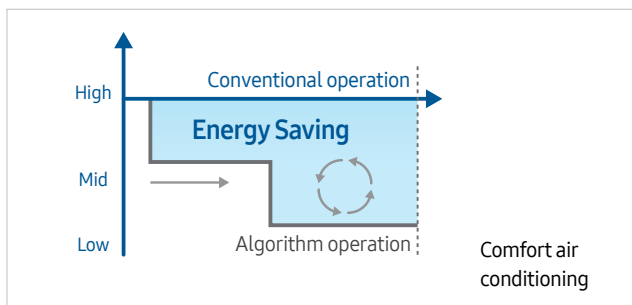 Conventional operation
High
Energy Saving
Mid
Low
Algorithm operation
Comfort air
conditioning